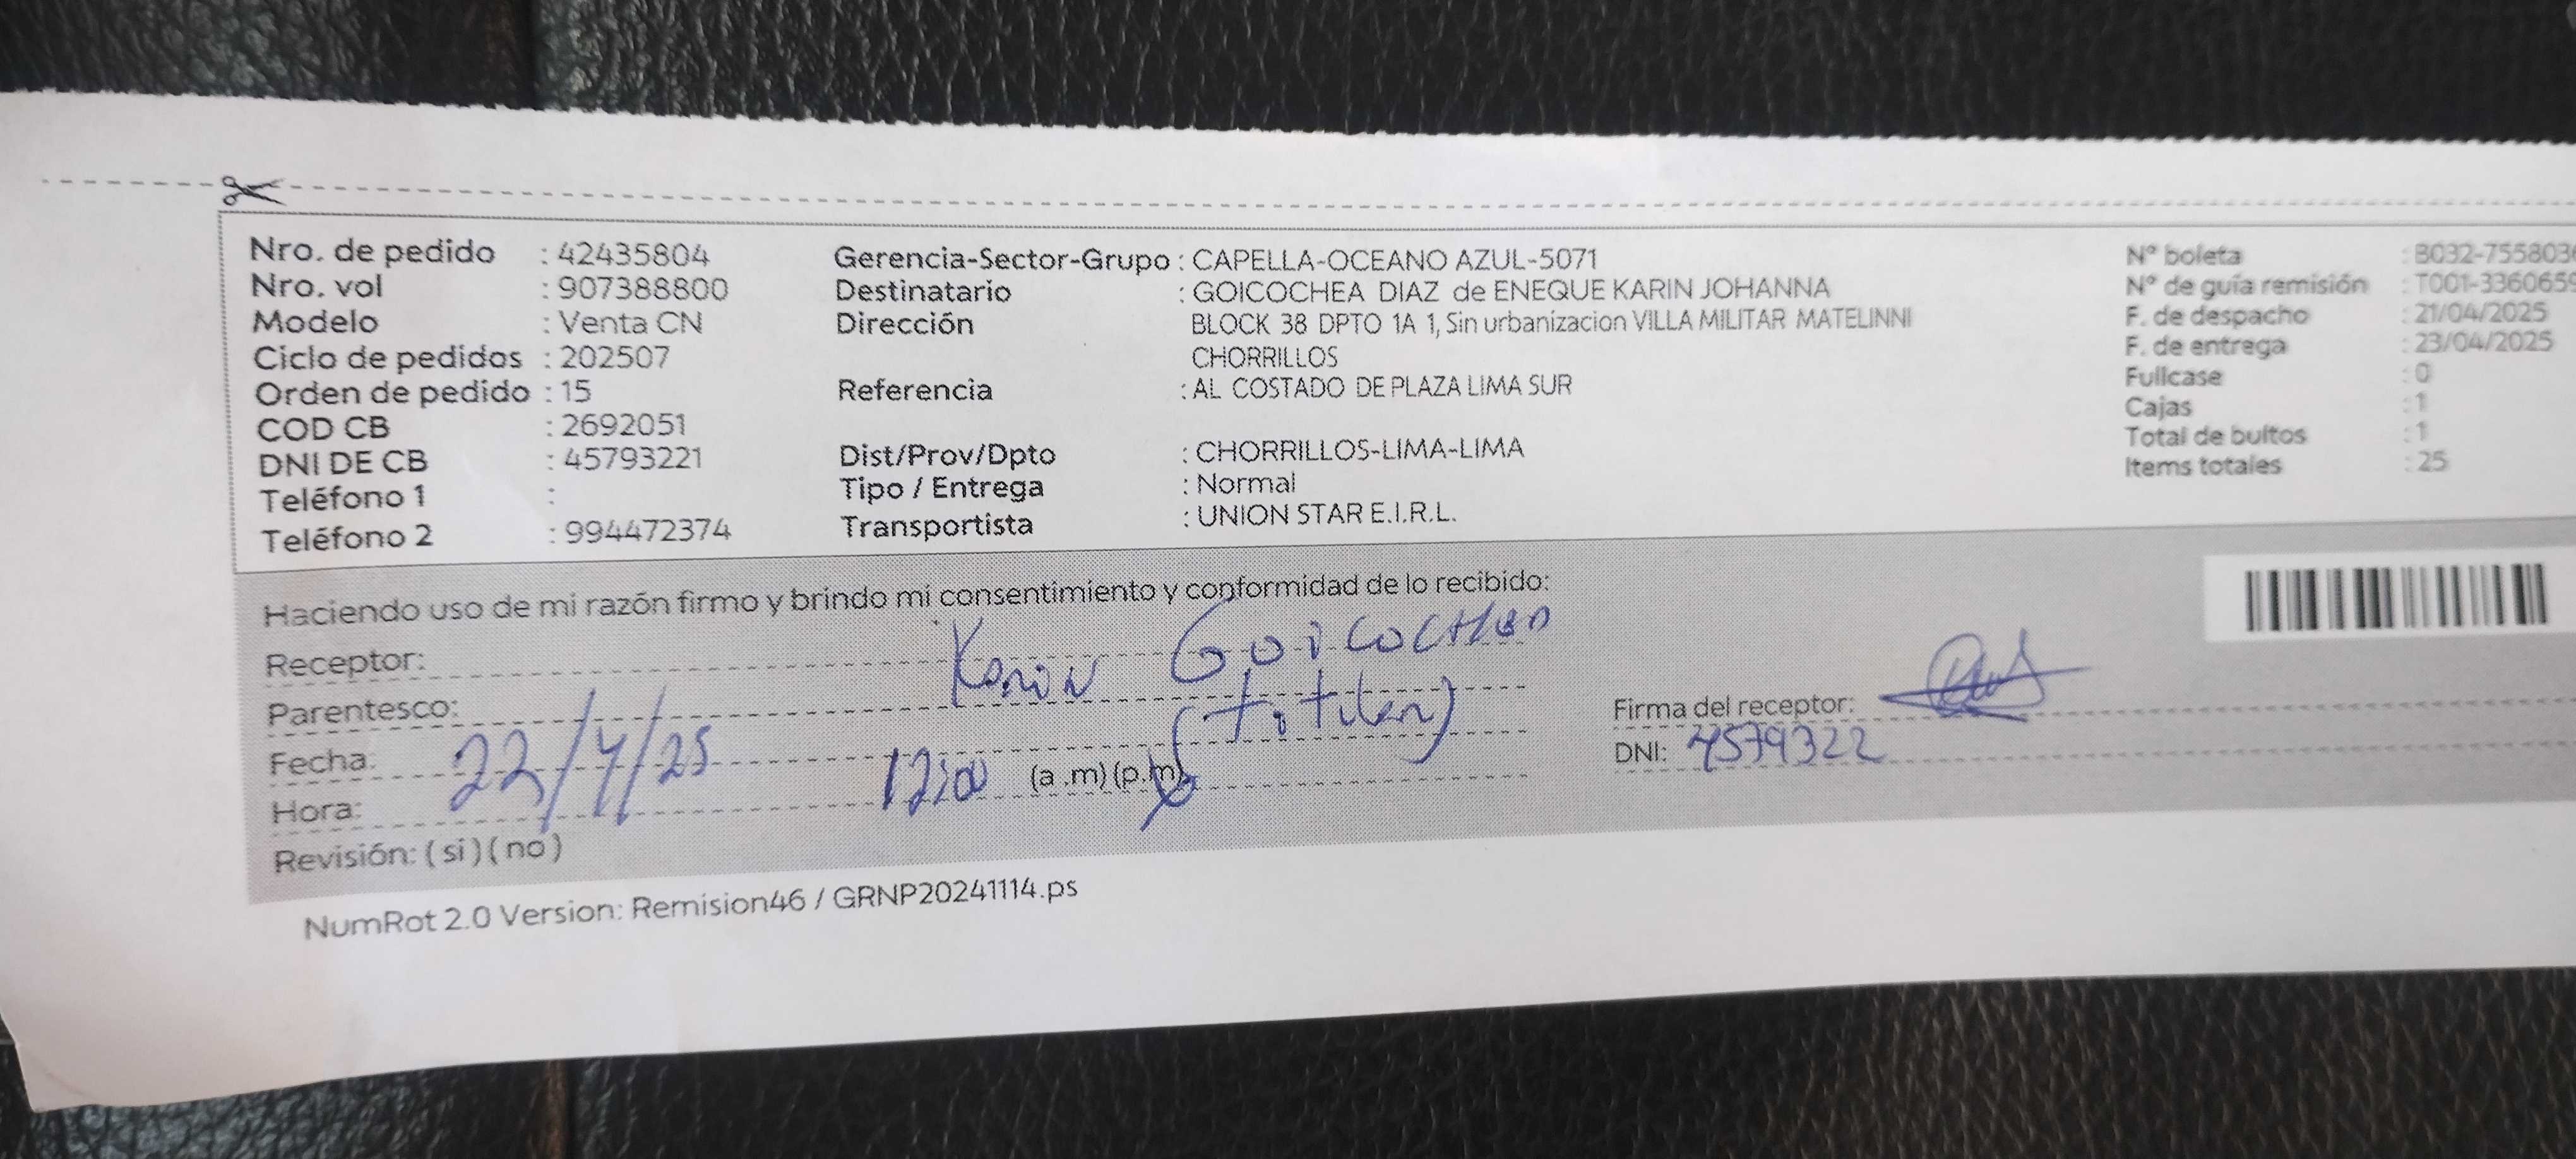 Nro. de pedido : 42435804
Nro. vol : 907388800
Modelo : Venta CN
Ciclo de pedidos : 202507
Orden de pedido : 15
COD CB : 2692051
DNI DE CB : 45793221
Teléfono 1 :
Teléfono 2 : 994472374
Gerencia-Sector-Grupo : CAPELLA-OCEANO AZUL-5071
Destinatario : GOICOCHEA DIAZ de ENEQUE KARIN JOHANNA
Dirección BLOCK 38 DPTO 1A 1, Sin urbanizacion VILLA MILITAR MATELINNI
CHORRILLOS
Referencia : AL COSTADO DE PLAZA LIMA SUR
Dist/Prov/Dpto : CHORRILLOS-LIMA-LIMA
Tipo / Entrega : Normal
Transportista : UNION STAR E.I.R.L.
N° boleta : B032-755803
N° de guía remisión : T001-3360659
F. de despacho : 21/04/2025
F. de entrega : 23/04/2025
Fullcase : 0
Cajas : 1
Total de bultos : 1
Items totales : 25
Haciendo uso de mi razón firmo y brindo mi consentimiento y conformidad de lo recibido:
Receptor: Karin Goicochea
Parentesco: (titular)
Fecha: 22/4/25
Hora: 12:00 (a .m) (p.m)
Revisión: ( si ) ( no )
Firma del receptor:
DNI: 4579322
NumRot 2.0 Version: Remision46 / GRNP20241114.ps